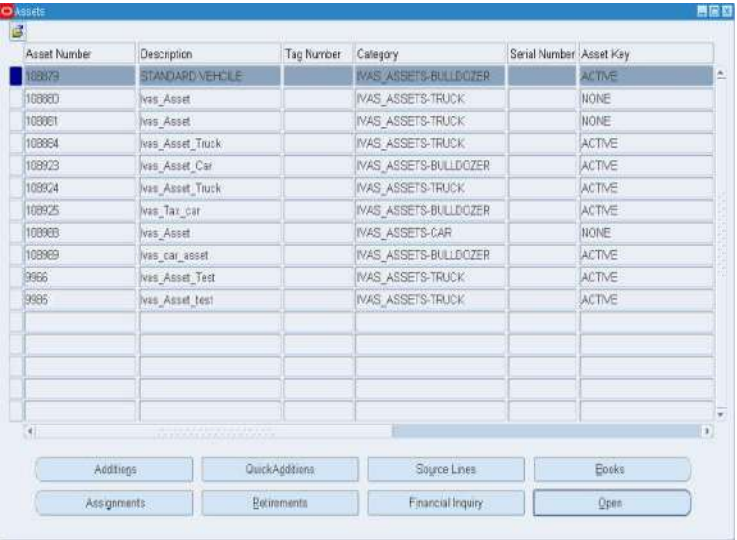 Assets
Asset Number Description Tag Number Category Serial Number Asset Key
108879 STANDARD VEHCILE IVAS_ASSETS-BULLDOZER ACTIVE
108880 Ivas_Asset IVAS_ASSETS-TRUCK NONE
108881 Ivas_Asset IVAS_ASSETS-TRUCK NONE
108884 Ivas_Asset_Truck IVAS_ASSETS-TRUCK ACTIVE
108923 Ivas_Asset_Car IVAS_ASSETS-BULLDOZER ACTIVE
108924 Ivas_Asset_Truck IVAS_ASSETS-TRUCK ACTIVE
108925 Ivas_Tax_car IVAS_ASSETS-BULLDOZER ACTIVE
108988 Ivas_Asset IVAS_ASSETS-CAR NONE
108989 Ivas_car_asset IVAS_ASSETS-BULLDOZER ACTIVE
9966 Ivas_Asset_Test IVAS_ASSETS-TRUCK ACTIVE
9986 Ivas_Asset_test IVAS_ASSETS-TRUCK ACTIVE
Additions QuickAdditions Source Lines Books
Assignments Retirements Financial Inquiry Open